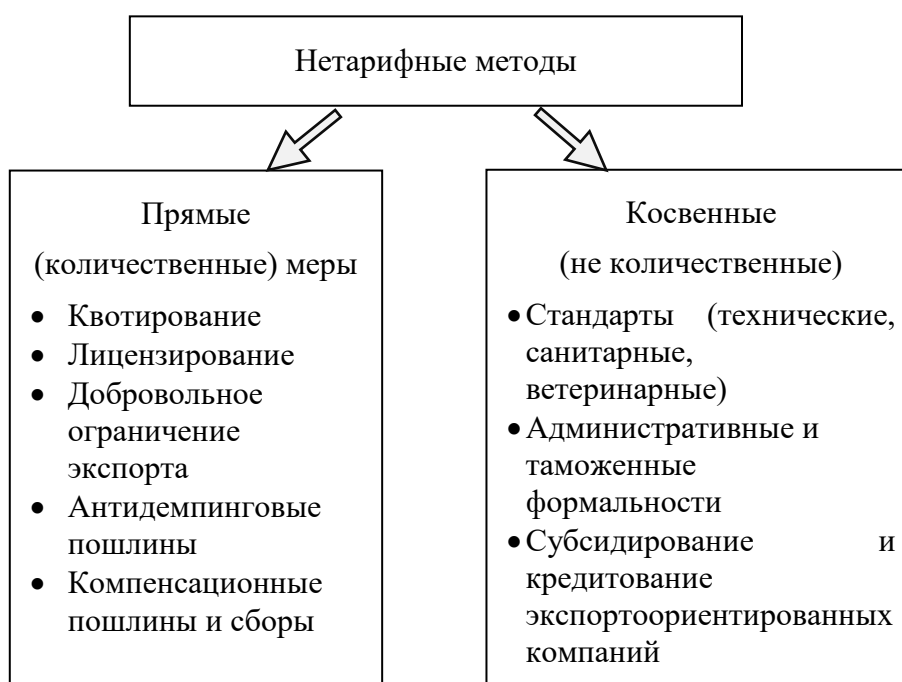 Нетарифные методы
Прямые
(количественные) меры
• Квотирование
• Лицензирование
• Добровольное
ограничение
экспорта
• Антидемпинговые
пошлины
• Компенсационные
пошлины и сборы
Косвенные
(не количественные)
• Стандарты (технические,
санитарные,
ветеринарные)
• Административные и
таможенные
формальности
• Субсидирование и
кредитование
экспортоориентированных
компаний